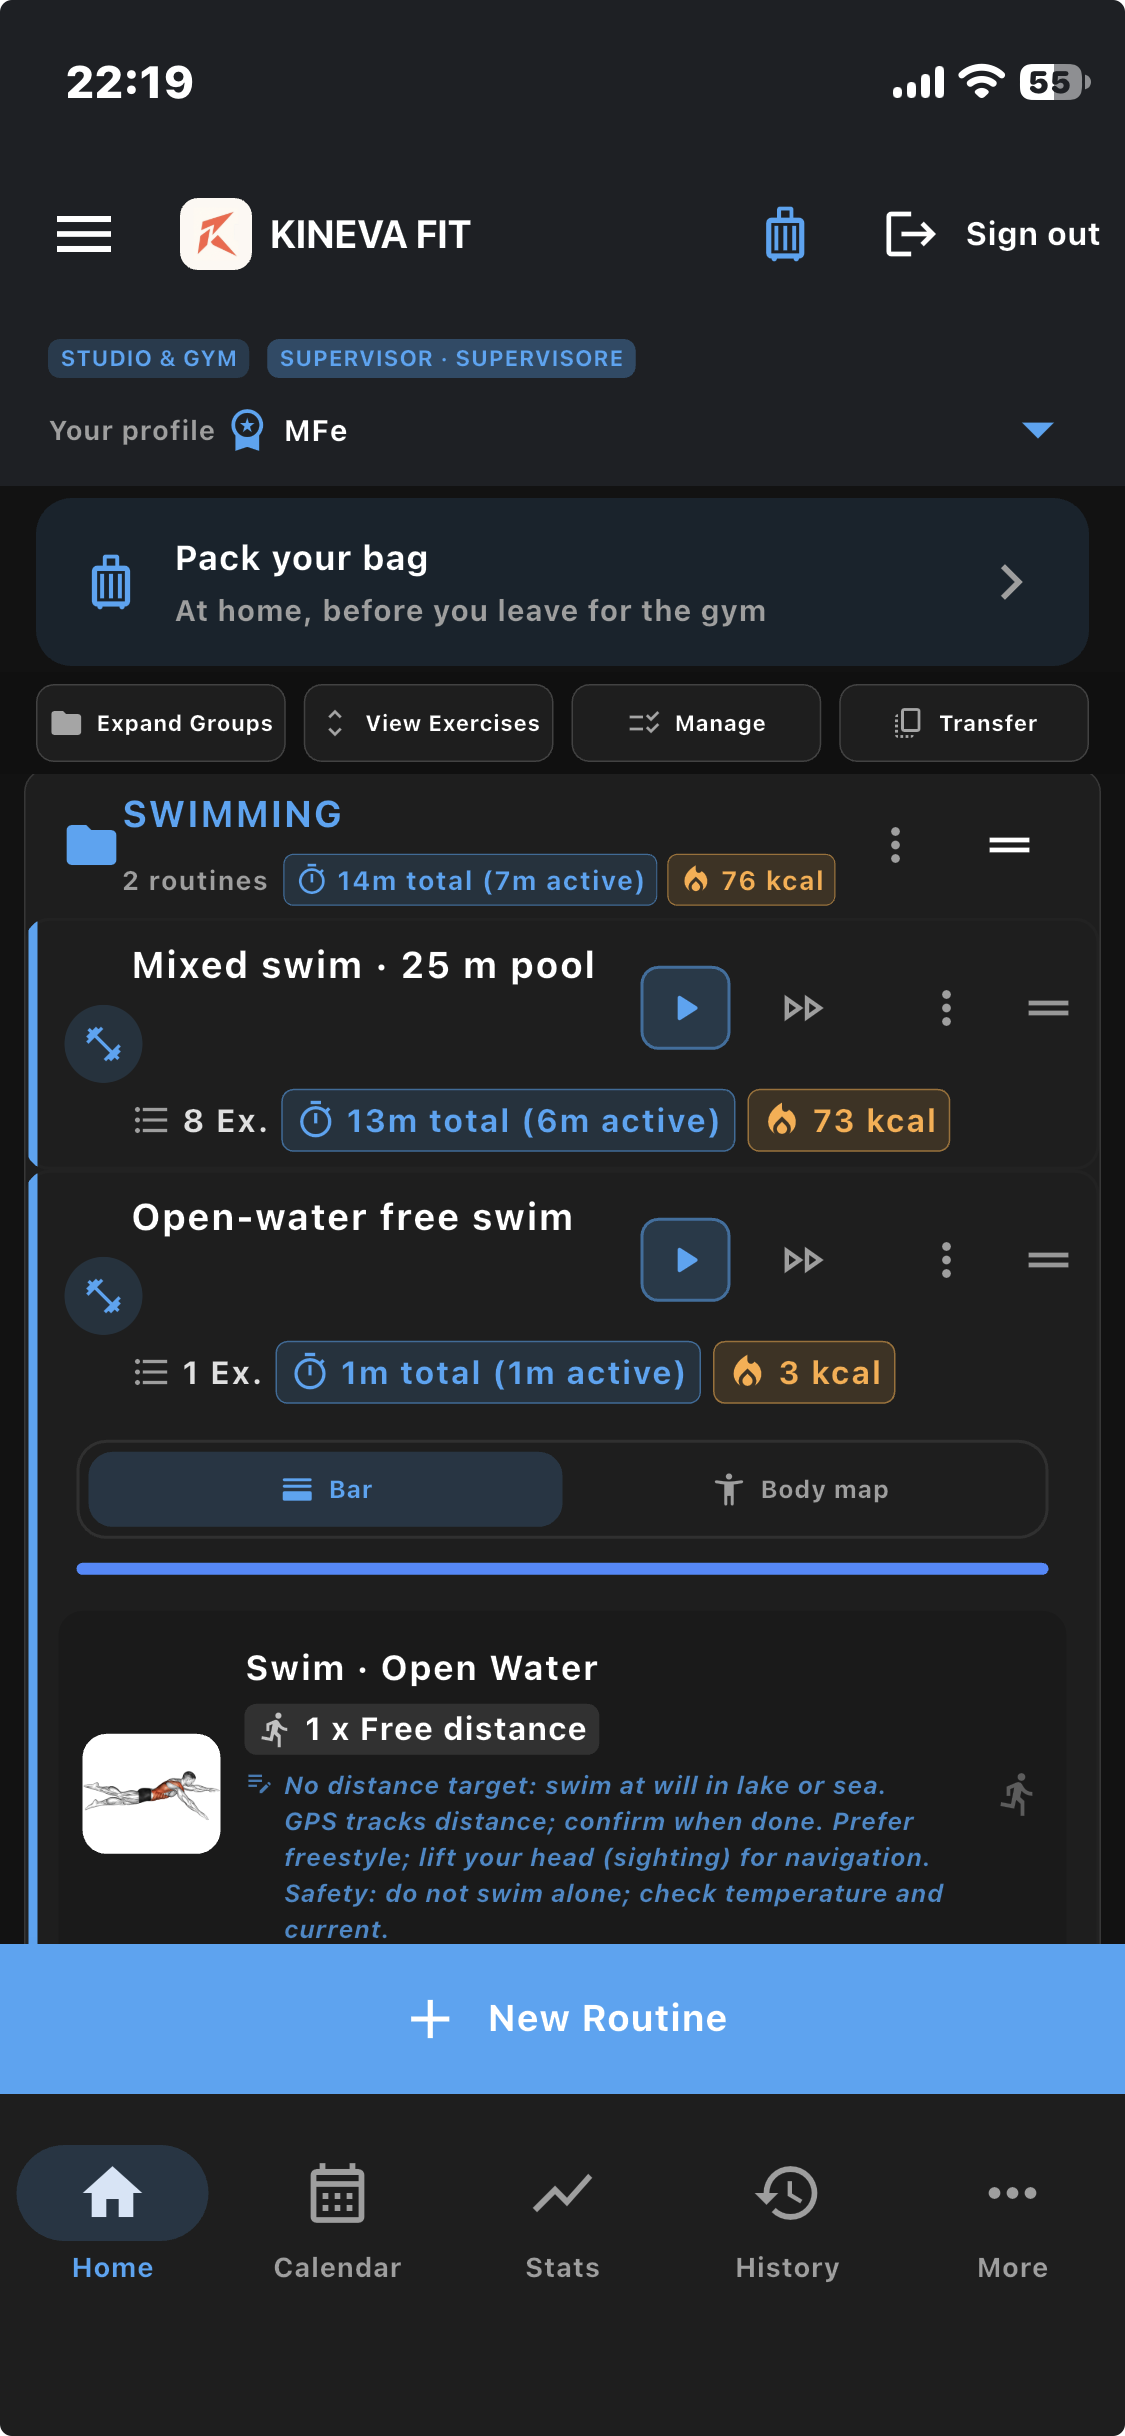 22:19
55
KINEVA FIT
Sign out
STUDIO & GYM
SUPERVISOR · SUPERVISORE
Your profile
MFe
Pack your bag
At home, before you leave for the gym
Expand Groups
View Exercises
Manage
Transfer
SWIMMING
2 routines
14m total (7m active)
76 kcal
Mixed swim · 25 m pool
8 Ex.
13m total (6m active)
73 kcal
Open-water free swim
1 Ex.
1m total (1m active)
3 kcal
Bar
Body map
Swim · Open Water
1 x Free distance
No distance target: swim at will in lake or sea.
GPS tracks distance; confirm when done. Prefer
freestyle; lift your head (sighting) for navigation.
Safety: do not swim alone; check temperature and
current.
New Routine
Home
Calendar
Stats
History
More